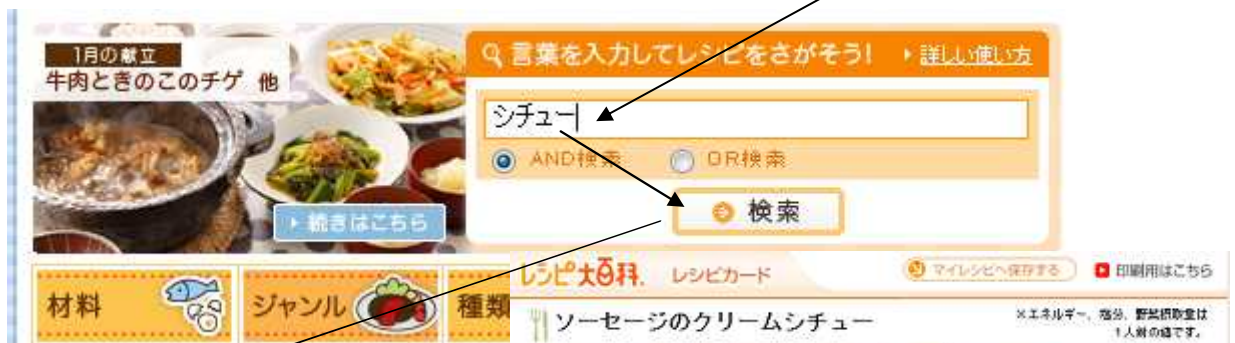 1月の献立
牛肉ときのこのチゲ 他
続きはこちら
言葉を入力してレシピをさがそう! 詳しい使い方
シチュー
AND検索 OR検索
検索
材料 ジャンル 種類
レシピ大百科. レシピカード マイレシピへ保存する 印刷用はこちら
ソーセージのクリームシチュー
※エネルギー、塩分、野菜摂取量は
1人前の値です。